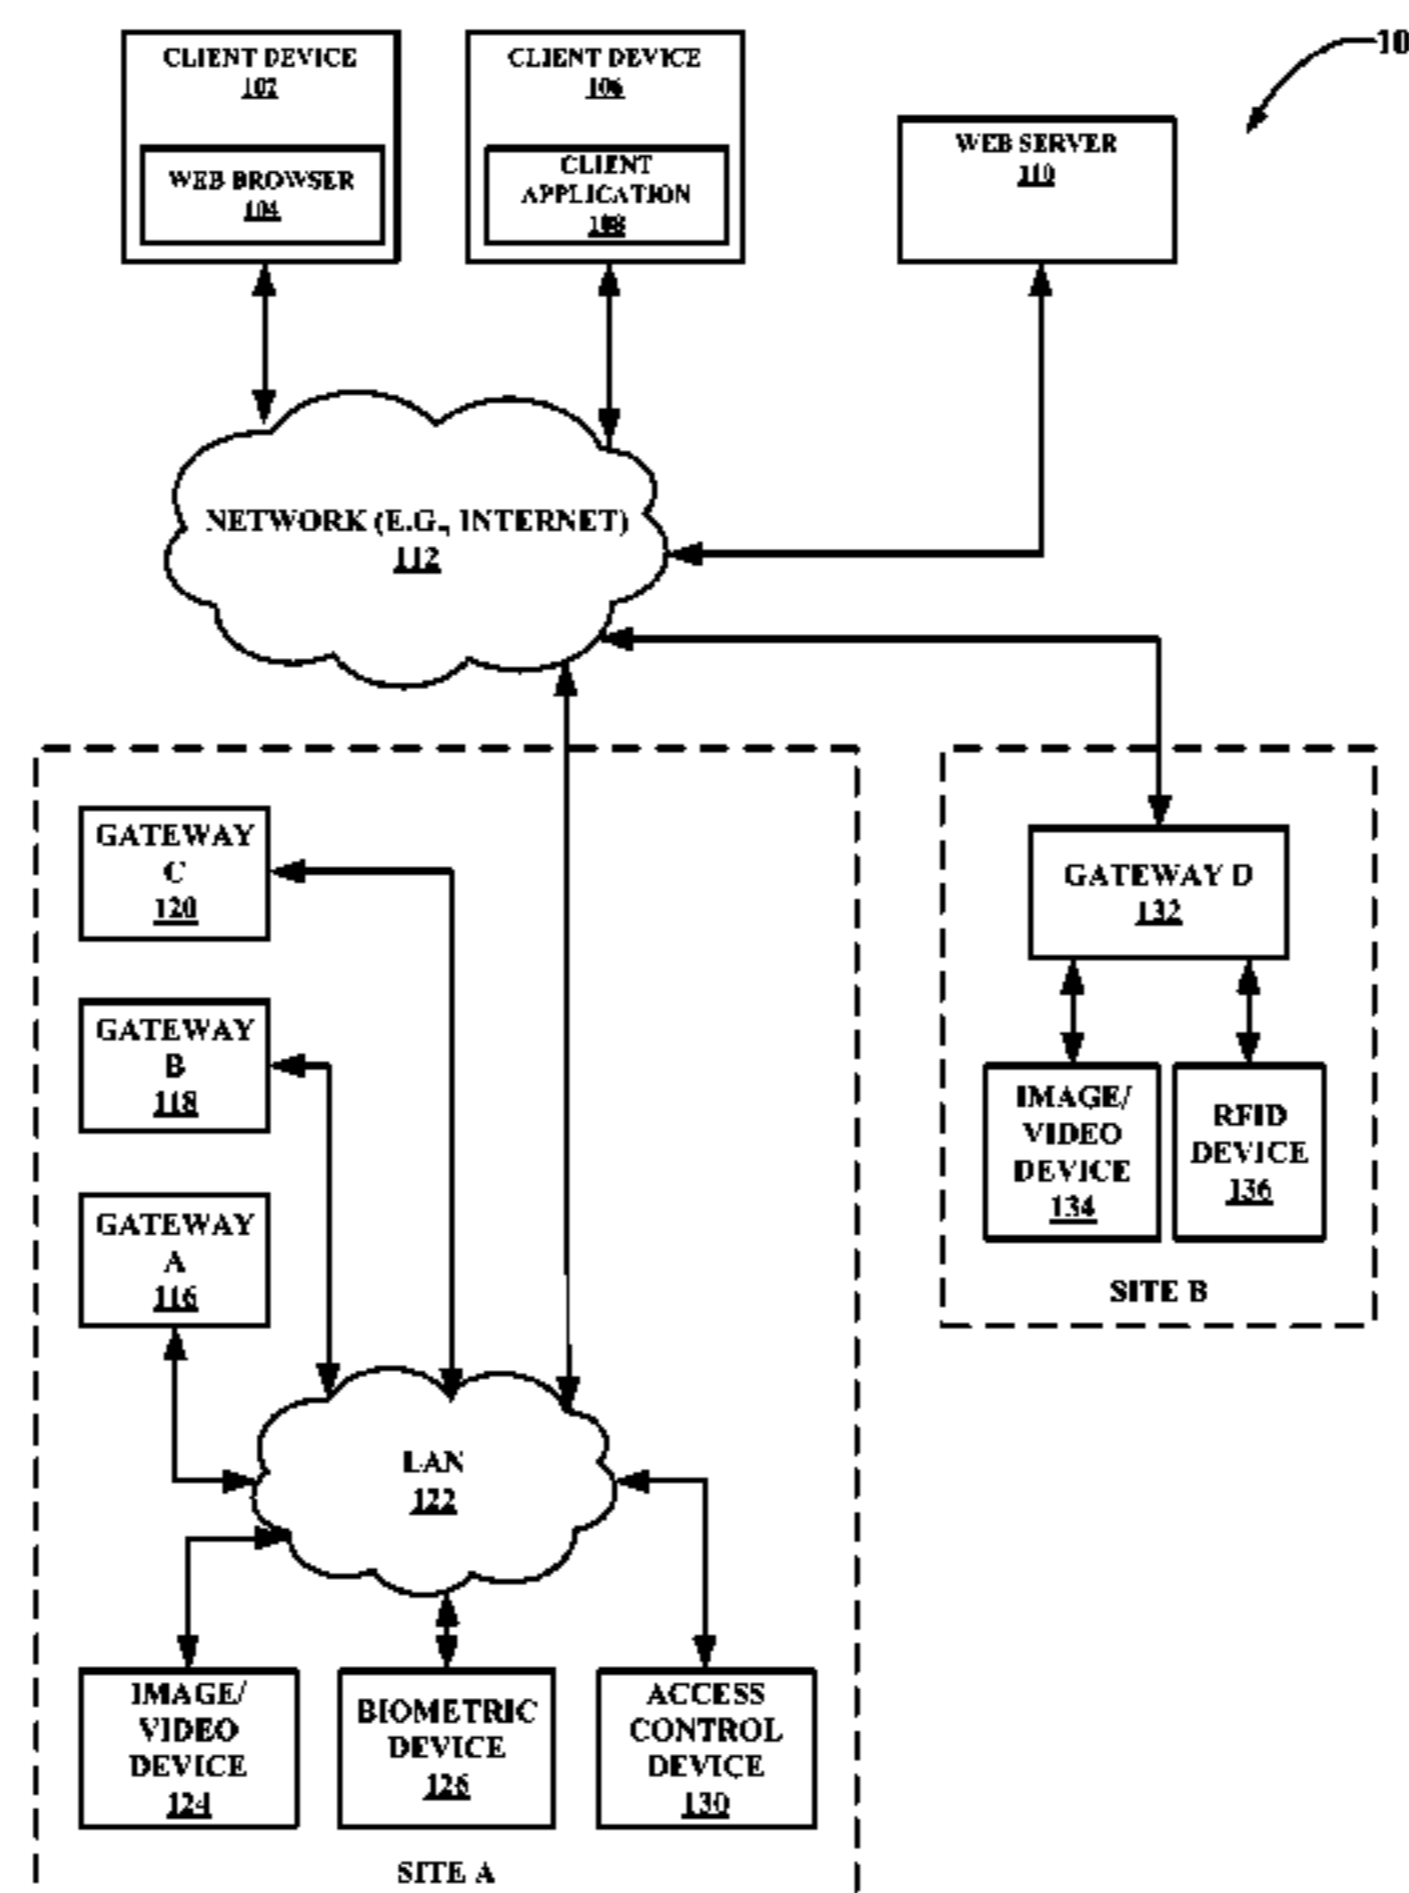 CLIENT DEVICE
102
WEB BROWSER
104
CLIENT DEVICE
106
CLIENT
APPLICATION
108
WEB SERVER
110
10
NETWORK (E.G., INTERNET)
112
GATEWAY
C
120
GATEWAY
B
118
GATEWAY
A
116
LAN
122
IMAGE/
VIDEO
DEVICE
124
BIOMETRIC
DEVICE
126
ACCESS
CONTROL
DEVICE
130
SITE A
GATEWAY D
132
IMAGE/
VIDEO
DEVICE
134
RFID
DEVICE
136
SITE B